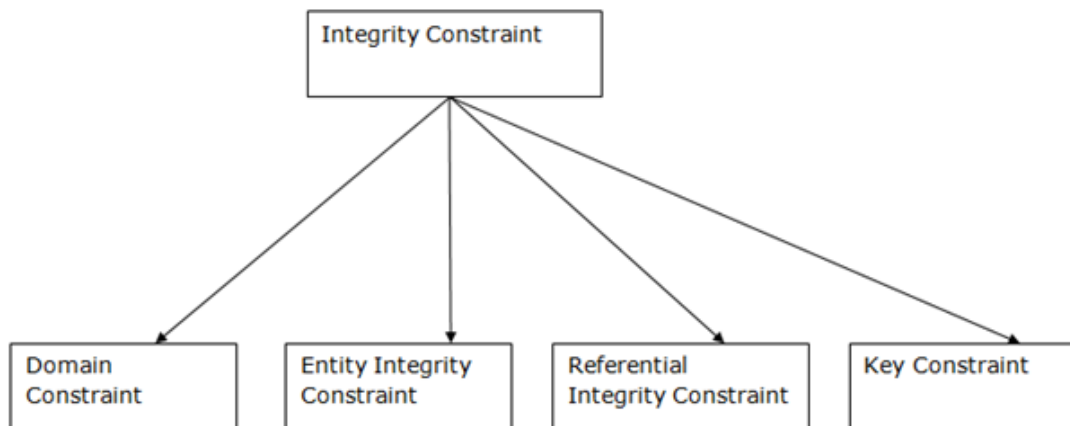 Integrity Constraint
Domain
Constraint
Entity Integrity
Constraint
Referential
Integrity Constraint
Key Constraint